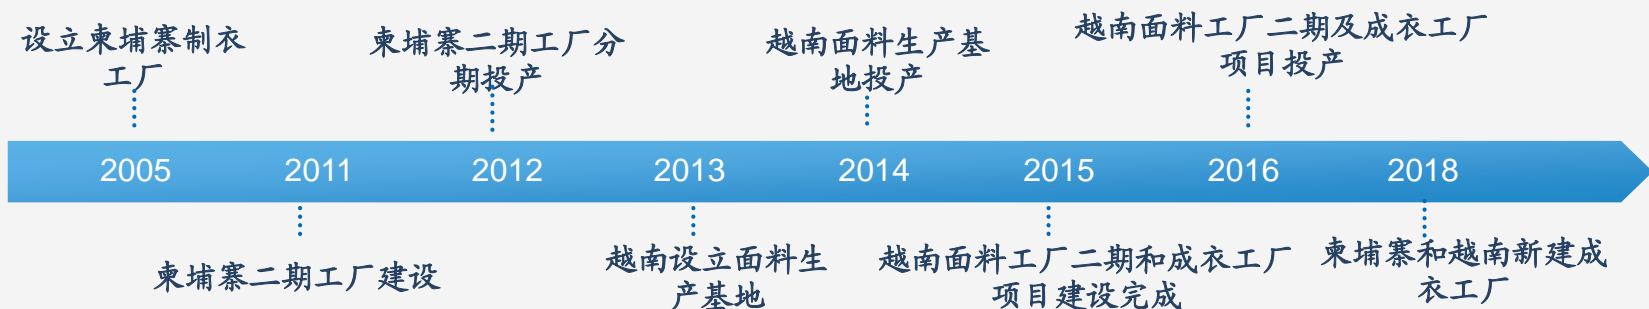 设立柬埔寨制衣
工厂
柬埔寨二期工厂分
期投产
越南面料生产基
地投产
越南面料工厂二期及成衣工厂
项目投产
2005
2011
2012
2013
2014
2015
2016
2018
柬埔寨二期工厂建设
越南设立面料生
产基地
越南面料工厂二期和成衣工厂
项目建设完成
柬埔寨和越南新建成
衣工厂